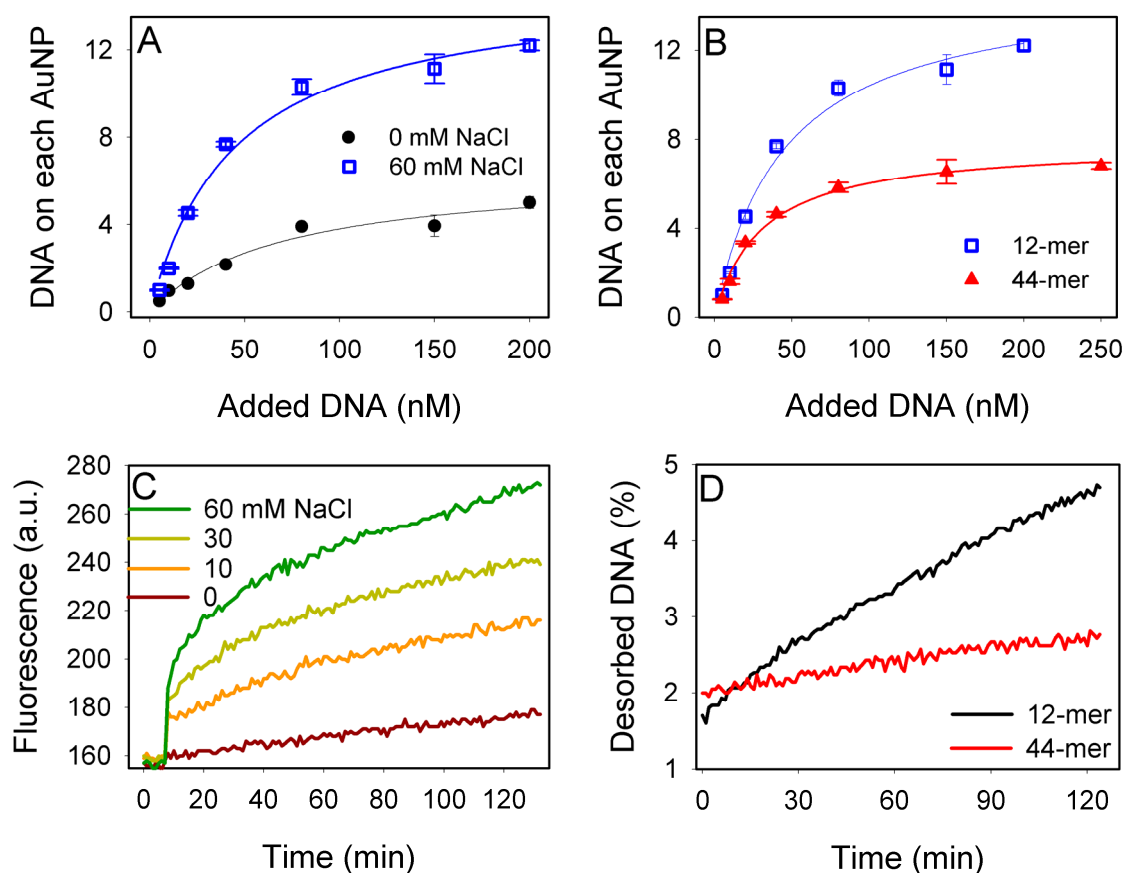 A
DNA on each AuNP
12
8
4
0
0 mM NaCl
60 mM NaCl
0 50 100 150 200
Added DNA (nM)
B
DNA on each AuNP
12
8
4
0
12-mer
44-mer
0 50 100 150 200 250
Added DNA (nM)
C
Fluorescence (a.u.)
280
260
240
220
200
180
160
60 mM NaCl
30
10
0
0 20 40 60 80 100 120
Time (min)
D
Desorbed DNA (%)
5
4
3
2
1
12-mer
44-mer
0 30 60 90 120
Time (min)